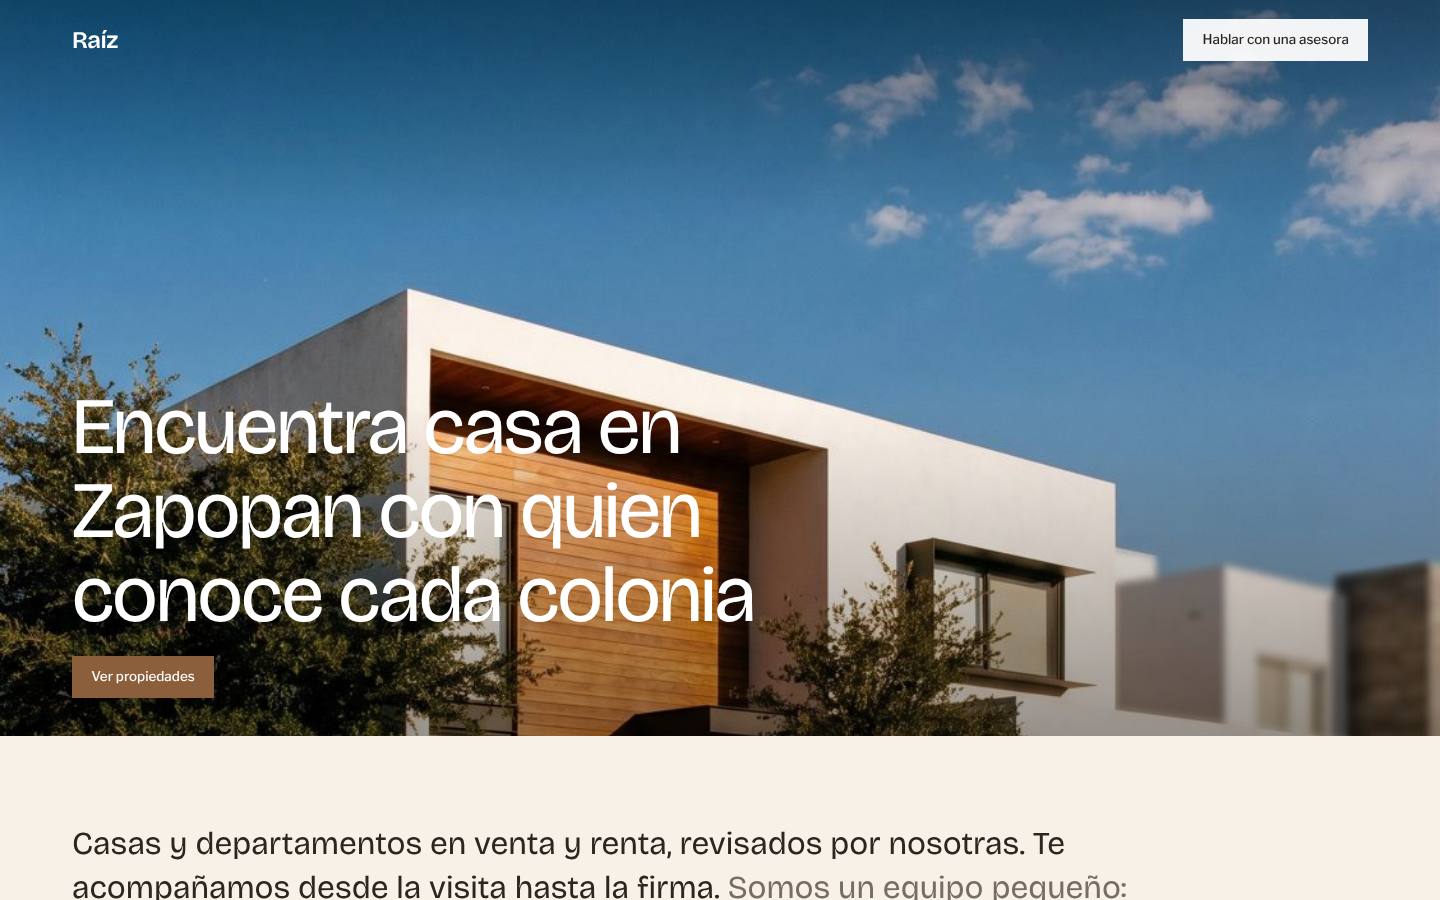 Raíz
Hablar con una asesora
Encuentra casa en
Zapopan con quien
conoce cada colonia
Ver propiedades
Casas y departamentos en venta y renta, revisados por nosotras. Te
acompañamos desde la visita hasta la firma. Somos un equipo pequeño: